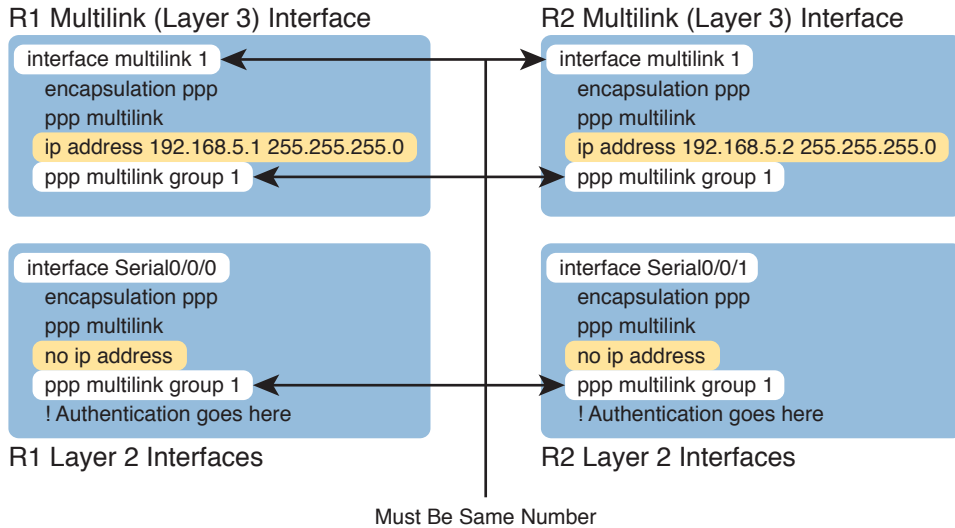 R1 Multilink (Layer 3) Interface
interface multilink 1
encapsulation ppp
ppp multilink
ip address 192.168.5.1 255.255.255.0
ppp multilink group 1
R2 Multilink (Layer 3) Interface
interface multilink 1
encapsulation ppp
ppp multilink
ip address 192.168.5.2 255.255.255.0
ppp multilink group 1
interface Serial0/0/0
encapsulation ppp
ppp multilink
no ip address
ppp multilink group 1
! Authentication goes here
R1 Layer 2 Interfaces
interface Serial0/0/1
encapsulation ppp
ppp multilink
no ip address
ppp multilink group 1
! Authentication goes here
R2 Layer 2 Interfaces
Must Be Same Number